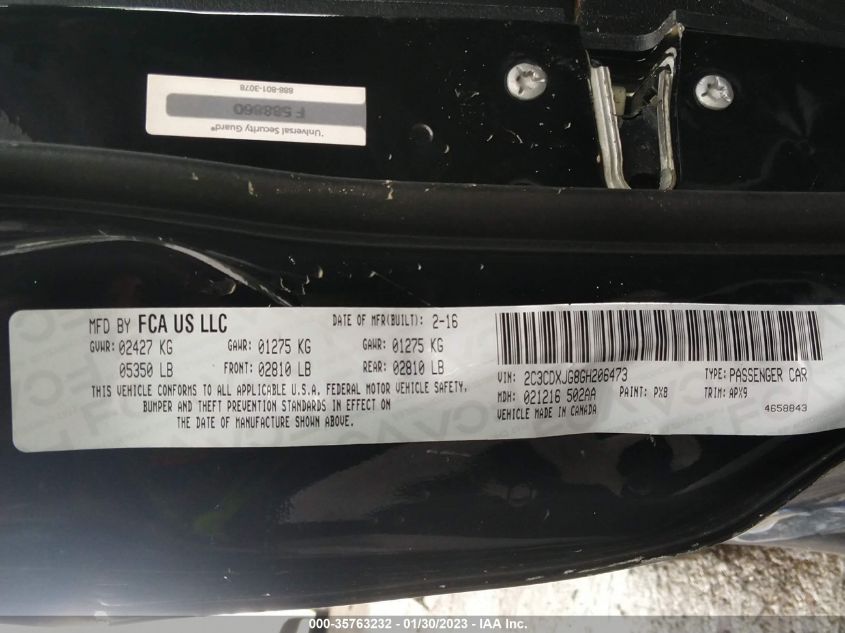 888-801-3078
F 588860
"Universal Security Guard"
MFD BY FCA US LLC
DATE OF MFR(BUILT): 2-16
GVWR: 02427 KG GAWR: 01275 KG GAWR: 01275 KG
05350 LB FRONT: 02810 LB REAR: 02810 LB
THIS VEHICLE CONFORMS TO ALL APPLICABLE U.S.A. FEDERAL MOTOR VEHICLE SAFETY,
BUMPER AND THEFT PREVENTION STANDARDS IN EFFECT ON
THE DATE OF MANUFACTURE SHOWN ABOVE.
VIN: 2C3CDXJG8GH206473 TYPE: PASSENGER CAR
MDH: 021216 502AA PAINT: PX8 TRIM: APX9
VEHICLE MADE IN CANADA 4658843
000-35763232 - 01/30/2023 - IAA Inc.